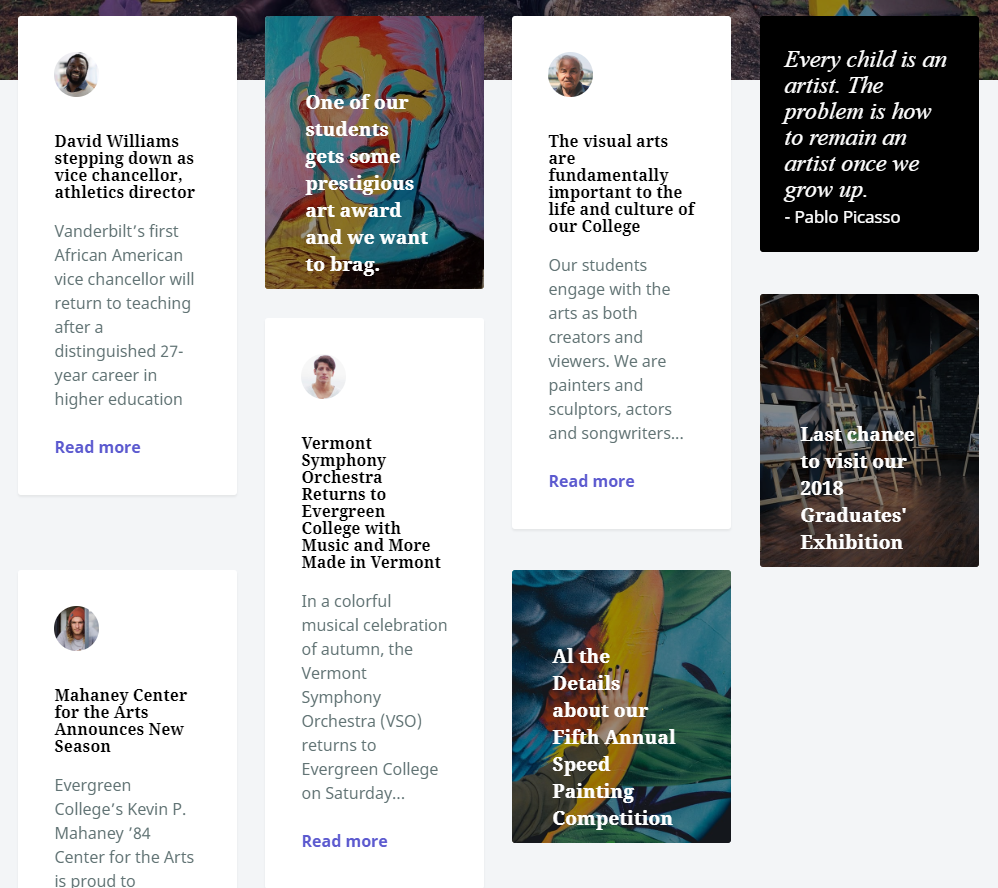 David Williams
stepping down as
vice chancellor,
athletics director
Vanderbilt’s first
African American
vice chancellor will
return to teaching
after a
distinguished 27-
year career in
higher education
Read more
Mahaney Center
for the Arts
Announces New
Season
Evergreen
College’s Kevin P.
Mahaney ’84
Center for the Arts
is proud to
One of our
students
gets some
prestigious
art award
and we want
to brag.
Vermont
Symphony
Orchestra
Returns to
Evergreen
College with
Music and More
Made in Vermont
In a colorful
musical celebration
of autumn, the
Vermont
Symphony
Orchestra (VSO)
returns to
Evergreen College
on Saturday...
Read more
The visual arts
are
fundamentally
important to the
life and culture of
our College
Our students
engage with the
arts as both
creators and
viewers. We are
painters and
sculptors, actors
and songwriters...
Read more
Al the
Details
about our
Fifth Annual
Speed
Painting
Competition
Every child is an
artist. The
problem is how
to remain an
artist once we
grow up.
- Pablo Picasso
Last chance
to visit our
2018
Graduates'
Exhibition